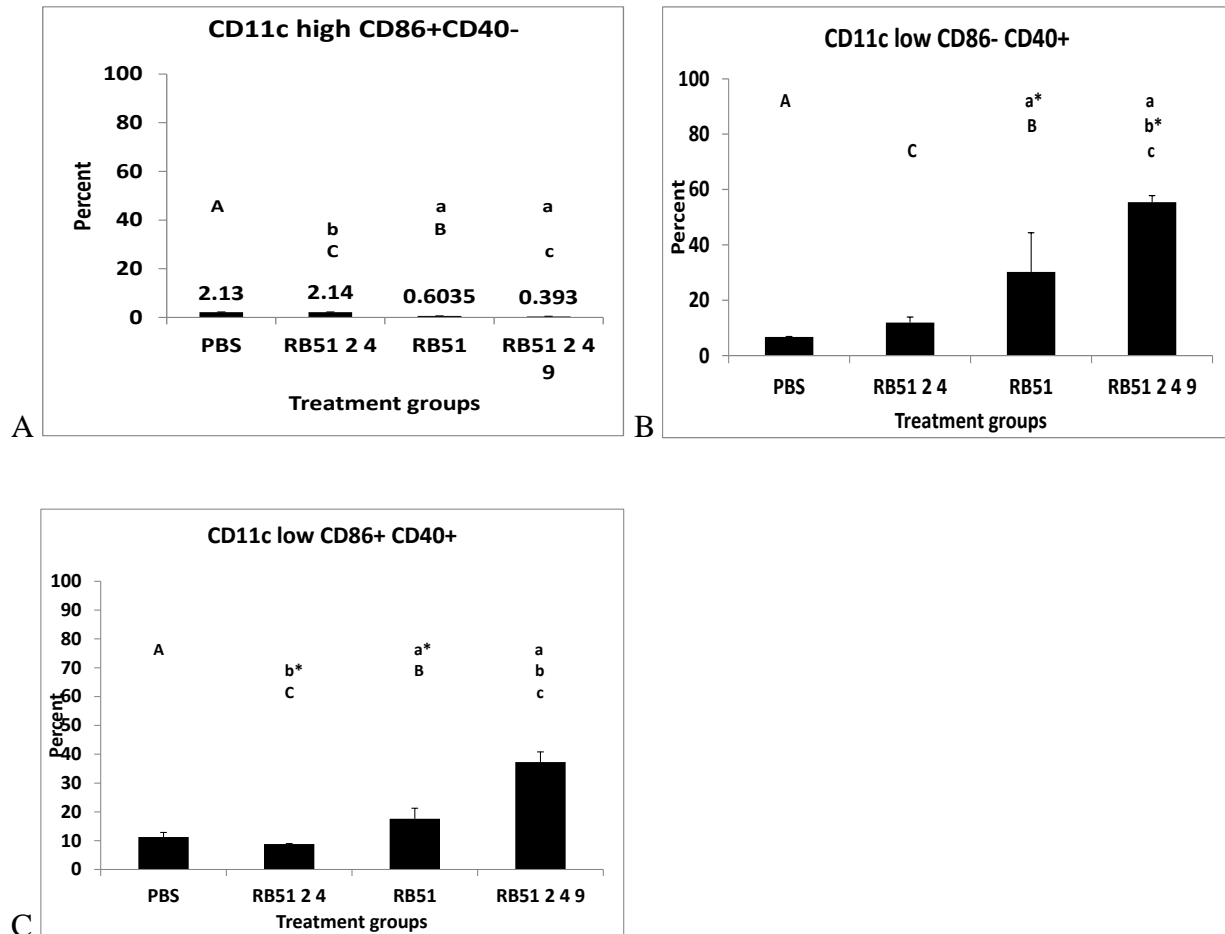 CD11c high CD86+CD40-
Percent
100
80
60
40
20
0
A
b
C
a
B
a
c
2.13
2.14
0.6035
0.393
PBS
RB51 2 4
RB51
RB51 2 4
9
Treatment groups
A
CD11c low CD86- CD40+
Percent
100
80
60
40
20
0
A
C
a*
B
a
b*
c
PBS
RB51 2 4
RB51
RB51 2 4 9
Treatment groups
B
CD11c low CD86+ CD40+
Percent
100
90
80
70
60
50
40
30
20
10
0
A
b*
C
a*
B
a
b
c
PBS
RB51 2 4
RB51
RB51 2 4 9
Treatment groups
C